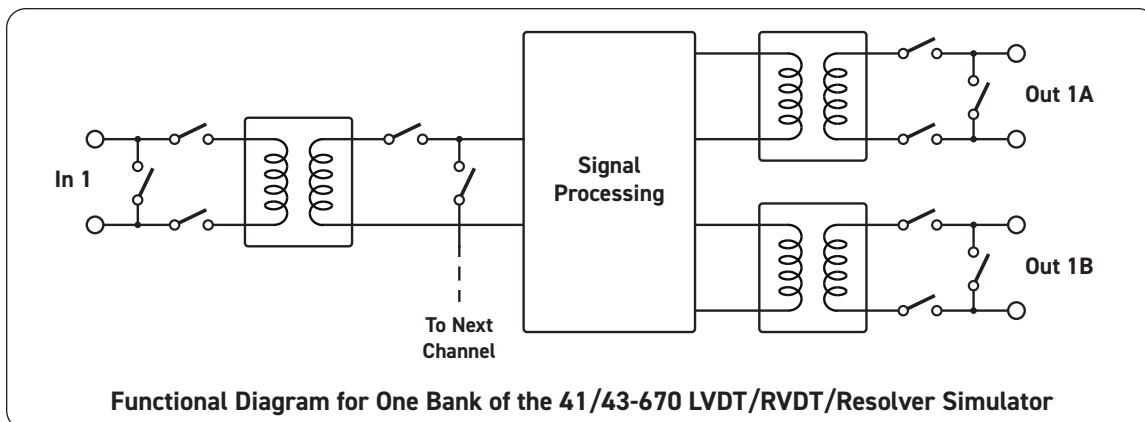 In 1
To Next
Channel
Signal
Processing
Out 1A
Out 1B
Functional Diagram for One Bank of the 41/43-670 LVDT/RVDT/Resolver Simulator